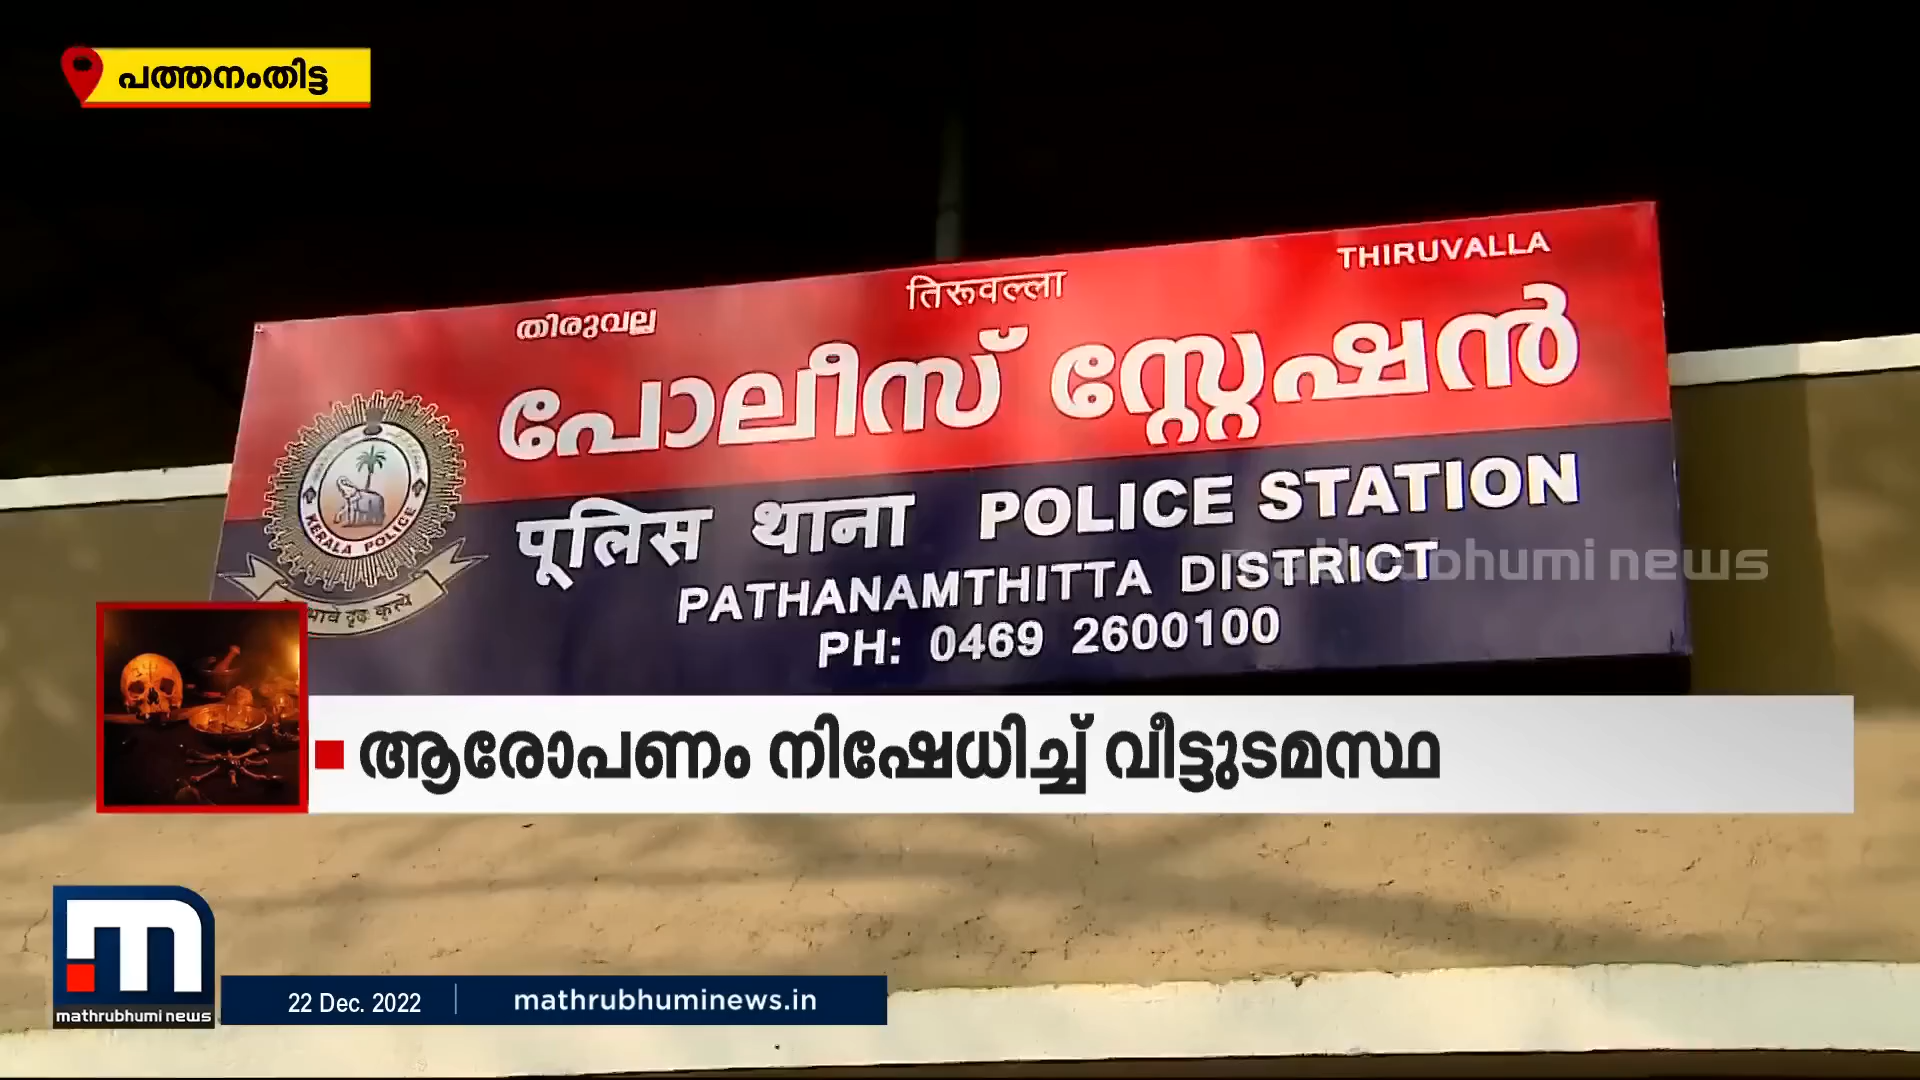 പത്തനംതിട്ട
തിരുവല്ല
तिरूवल्ला
THIRUVALLA
പോലീസ് സ്റ്റേഷൻ
पूलिस थाना POLICE STATION
PATHANAMTHITTA DISTRICT
PH: 0469 2600100
KERALA POLICE
mathrubhumi news
ആരോപണം നിഷേധിച്ച് വീട്ടുടമസ്ഥ
mathrubhumi news
22 Dec. 2022
mathrubhuminews.in